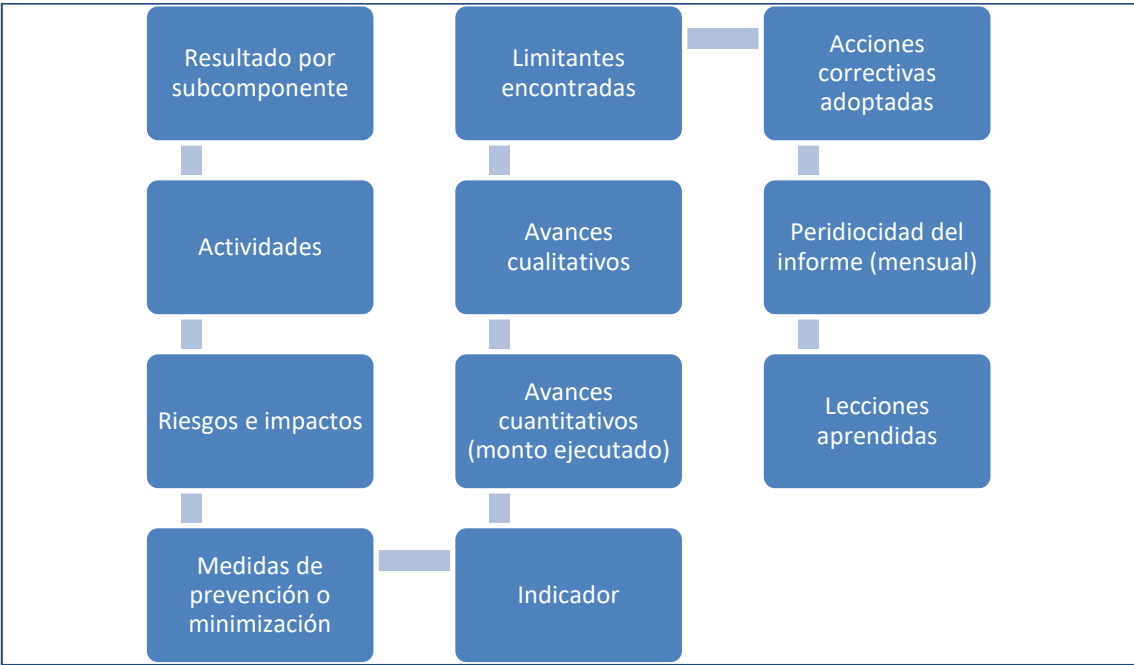 Resultado por
subcomponente
Actividades
Riesgos e impactos
Medidas de
prevención o
minimización
Indicador
Avances
cuantitativos
(monto ejecutado)
Avances
cualitativos
Limitantes
encontradas
Acciones
correctivas
adoptadas
Peridiocidad del
informe (mensual)
Lecciones
aprendidas